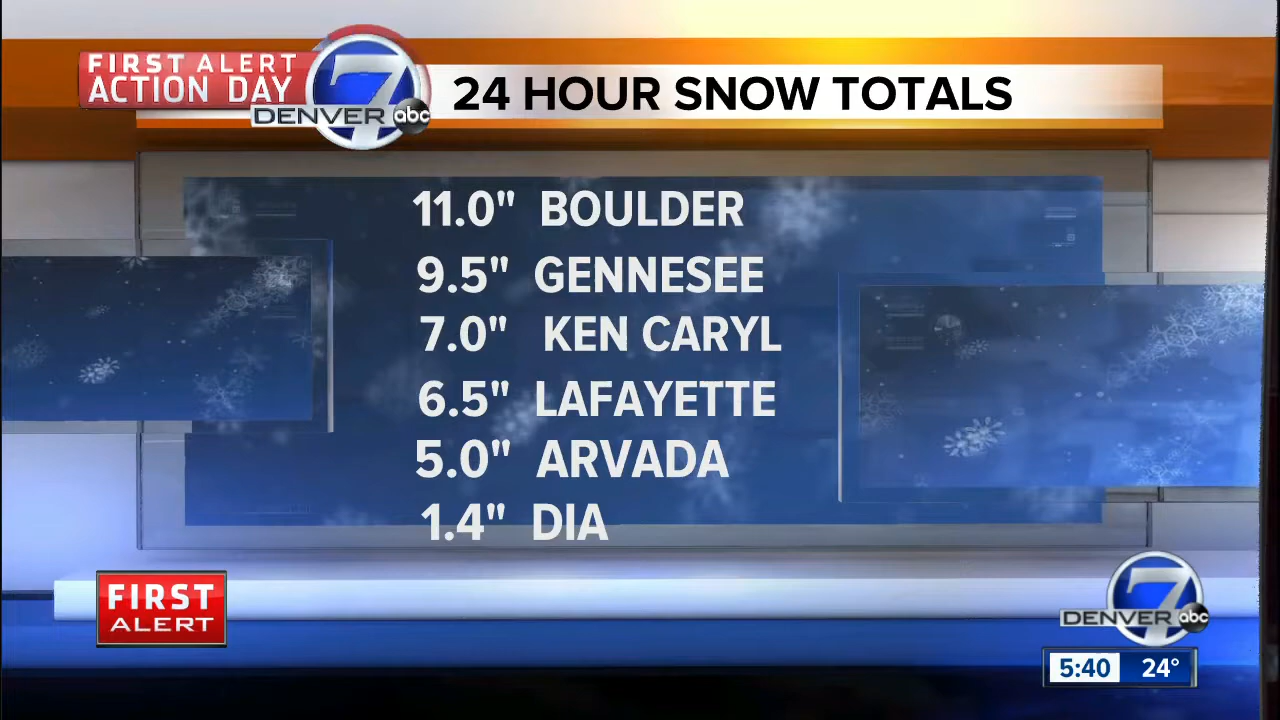 FIRST ALERT
ACTION DAY
7
DENVER abc
24 HOUR SNOW TOTALS
11.0" BOULDER
9.5" GENNESEE
7.0" KEN CARYL
6.5" LAFAYETTE
5.0" ARVADA
1.4" DIA
FIRST
ALERT
7
DENVER abc
5:40 24°